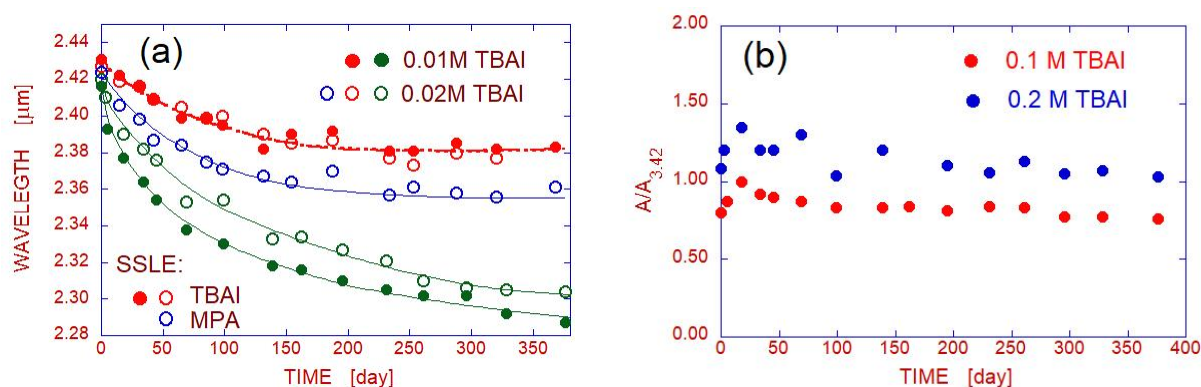 (a)
0.01M TBAI
0.02M TBAI
WAVELEGTH [µm]
2.44
2.42
2.40
2.38
2.36
2.34
2.32
2.30
2.28
SSLE:
TBAI
MPA
0 50 100 150 200 250 300 350
TIME [day]
(b)
0.1 M TBAI
0.2 M TBAI
A/A3.42
2.00
1.50
1.00
0.50
0.00
0 50 100 150 200 250 300 350 400
TIME [day]